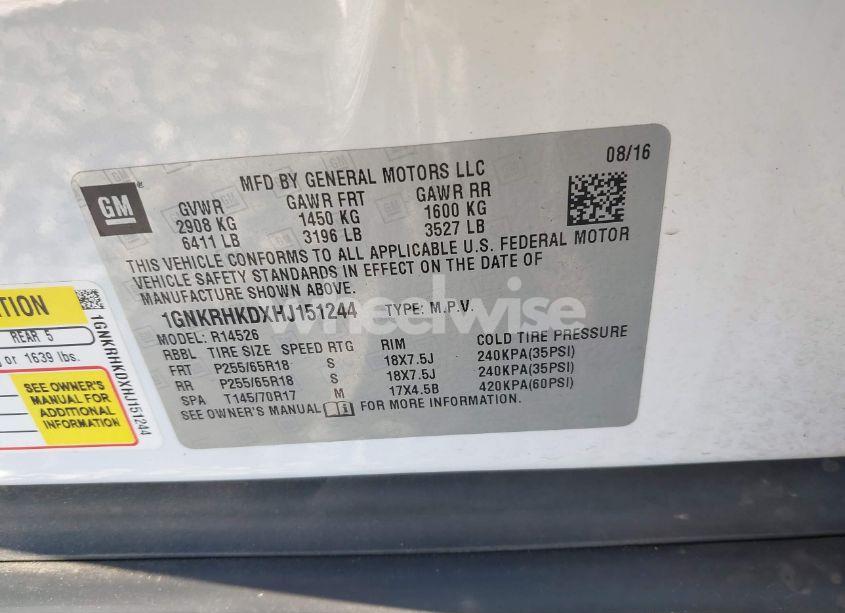 MFD BY GENERAL MOTORS LLC 08/16
GM
GVWR GAWR FRT GAWR RR
2908 KG 1450 KG 1600 KG
6411 LB 3196 LB 3527 LB
THIS VEHICLE CONFORMS TO ALL APPLICABLE U.S. FEDERAL MOTOR
VEHICLE SAFETY STANDARDS IN EFFECT ON THE DATE OF
MANUFACTURE SHOWN ABOVE.
1GNKRHKDXHJ151244 TYPE: M.P.V.
MODEL: R14526
RBBL TIRE SIZE SPEED RTG RIM COLD TIRE PRESSURE
FRT P255/65R18 S 18X7.5J 240KPA(35PSI)
RR P255/65R18 S 18X7.5J 240KPA(35PSI)
SPA T145/70R17 M 17X4.5B 420KPA(60PSI)
SEE OWNER'S MANUAL FOR MORE INFORMATION.
REAR 5
or 1639 lbs.
SEE OWNER'S
MANUAL FOR
ADDITIONAL
INFORMATION
1GNKRHKDXHJ151244
wheelwise